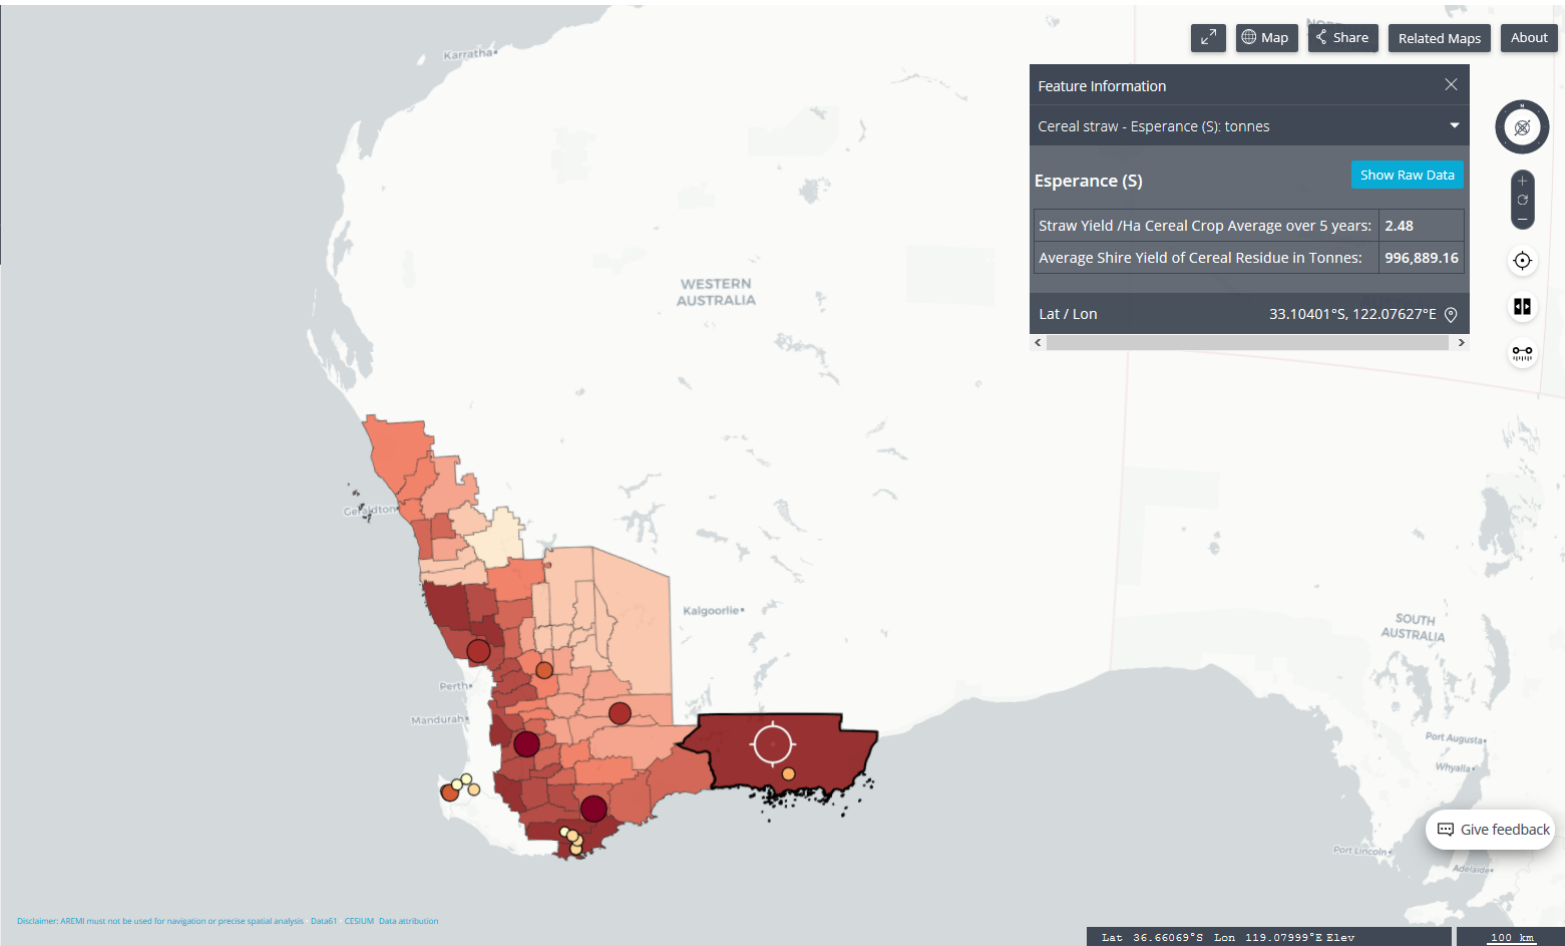 Karratha
Map
Share
Related Maps
About
Feature Information
Cereal straw - Esperance (S): tonnes
Esperance (S)
Show Raw Data
Straw Yield /Ha Cereal Crop Average over 5 years: 2.48
Average Shire Yield of Cereal Residue in Tonnes: 996,889.16
Lat / Lon 33.10401°S, 122.07627°E
WESTERN
AUSTRALIA
Geraldton
Kalgoorlie
SOUTH
AUSTRALIA
Perth
Mandurah
Port Augusta
Whyalla
Give feedback
Port Lincoln
Adelaide
Disclaimer: AREMI must not be used for navigation or precise spatial analysis Data61 CESIUM Data attribution
Lat 36.66069°S Lon 119.07999°E Elev 100 km